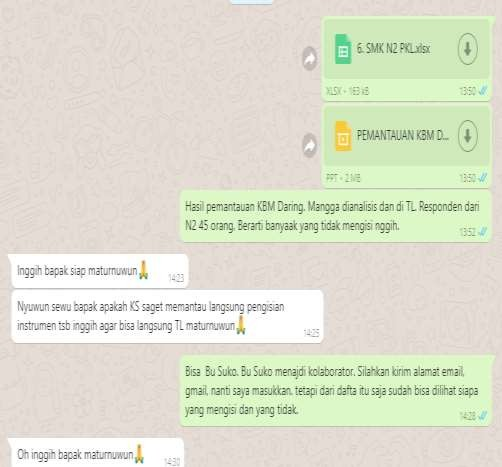 6. SMK N2 PKL.xlsx
XLSX • 163 kB
13:50
PEMANTAUAN KBM D...
PPT • 2 MB
13:50
Hasil pemantauan KBM Daring. Mangga dianalisis dan di TL. Responden dari
N2 45 orang. Berarti banyaak yang tidak mengisi nggih.
13:52
Inggih bapak siap maturnuwun🙏
14:23
Nyuwun sewu bapak apakah KS saget memantau langsung pengisian
instrumen tsb inggih agar bisa langsung TL maturnuwun🙏
14:25
Bisa Bu Suko. Bu Suko menajdi kolaborator. Silahkan kirim alamat email,
gmail, nanti saya masukkan, tetapi dari dafta itu saja sudah bisa dilihat siapa
yang mengisi dan yang tidak.
14:28
Oh inggih bapak maturnuwun🙏
14:30